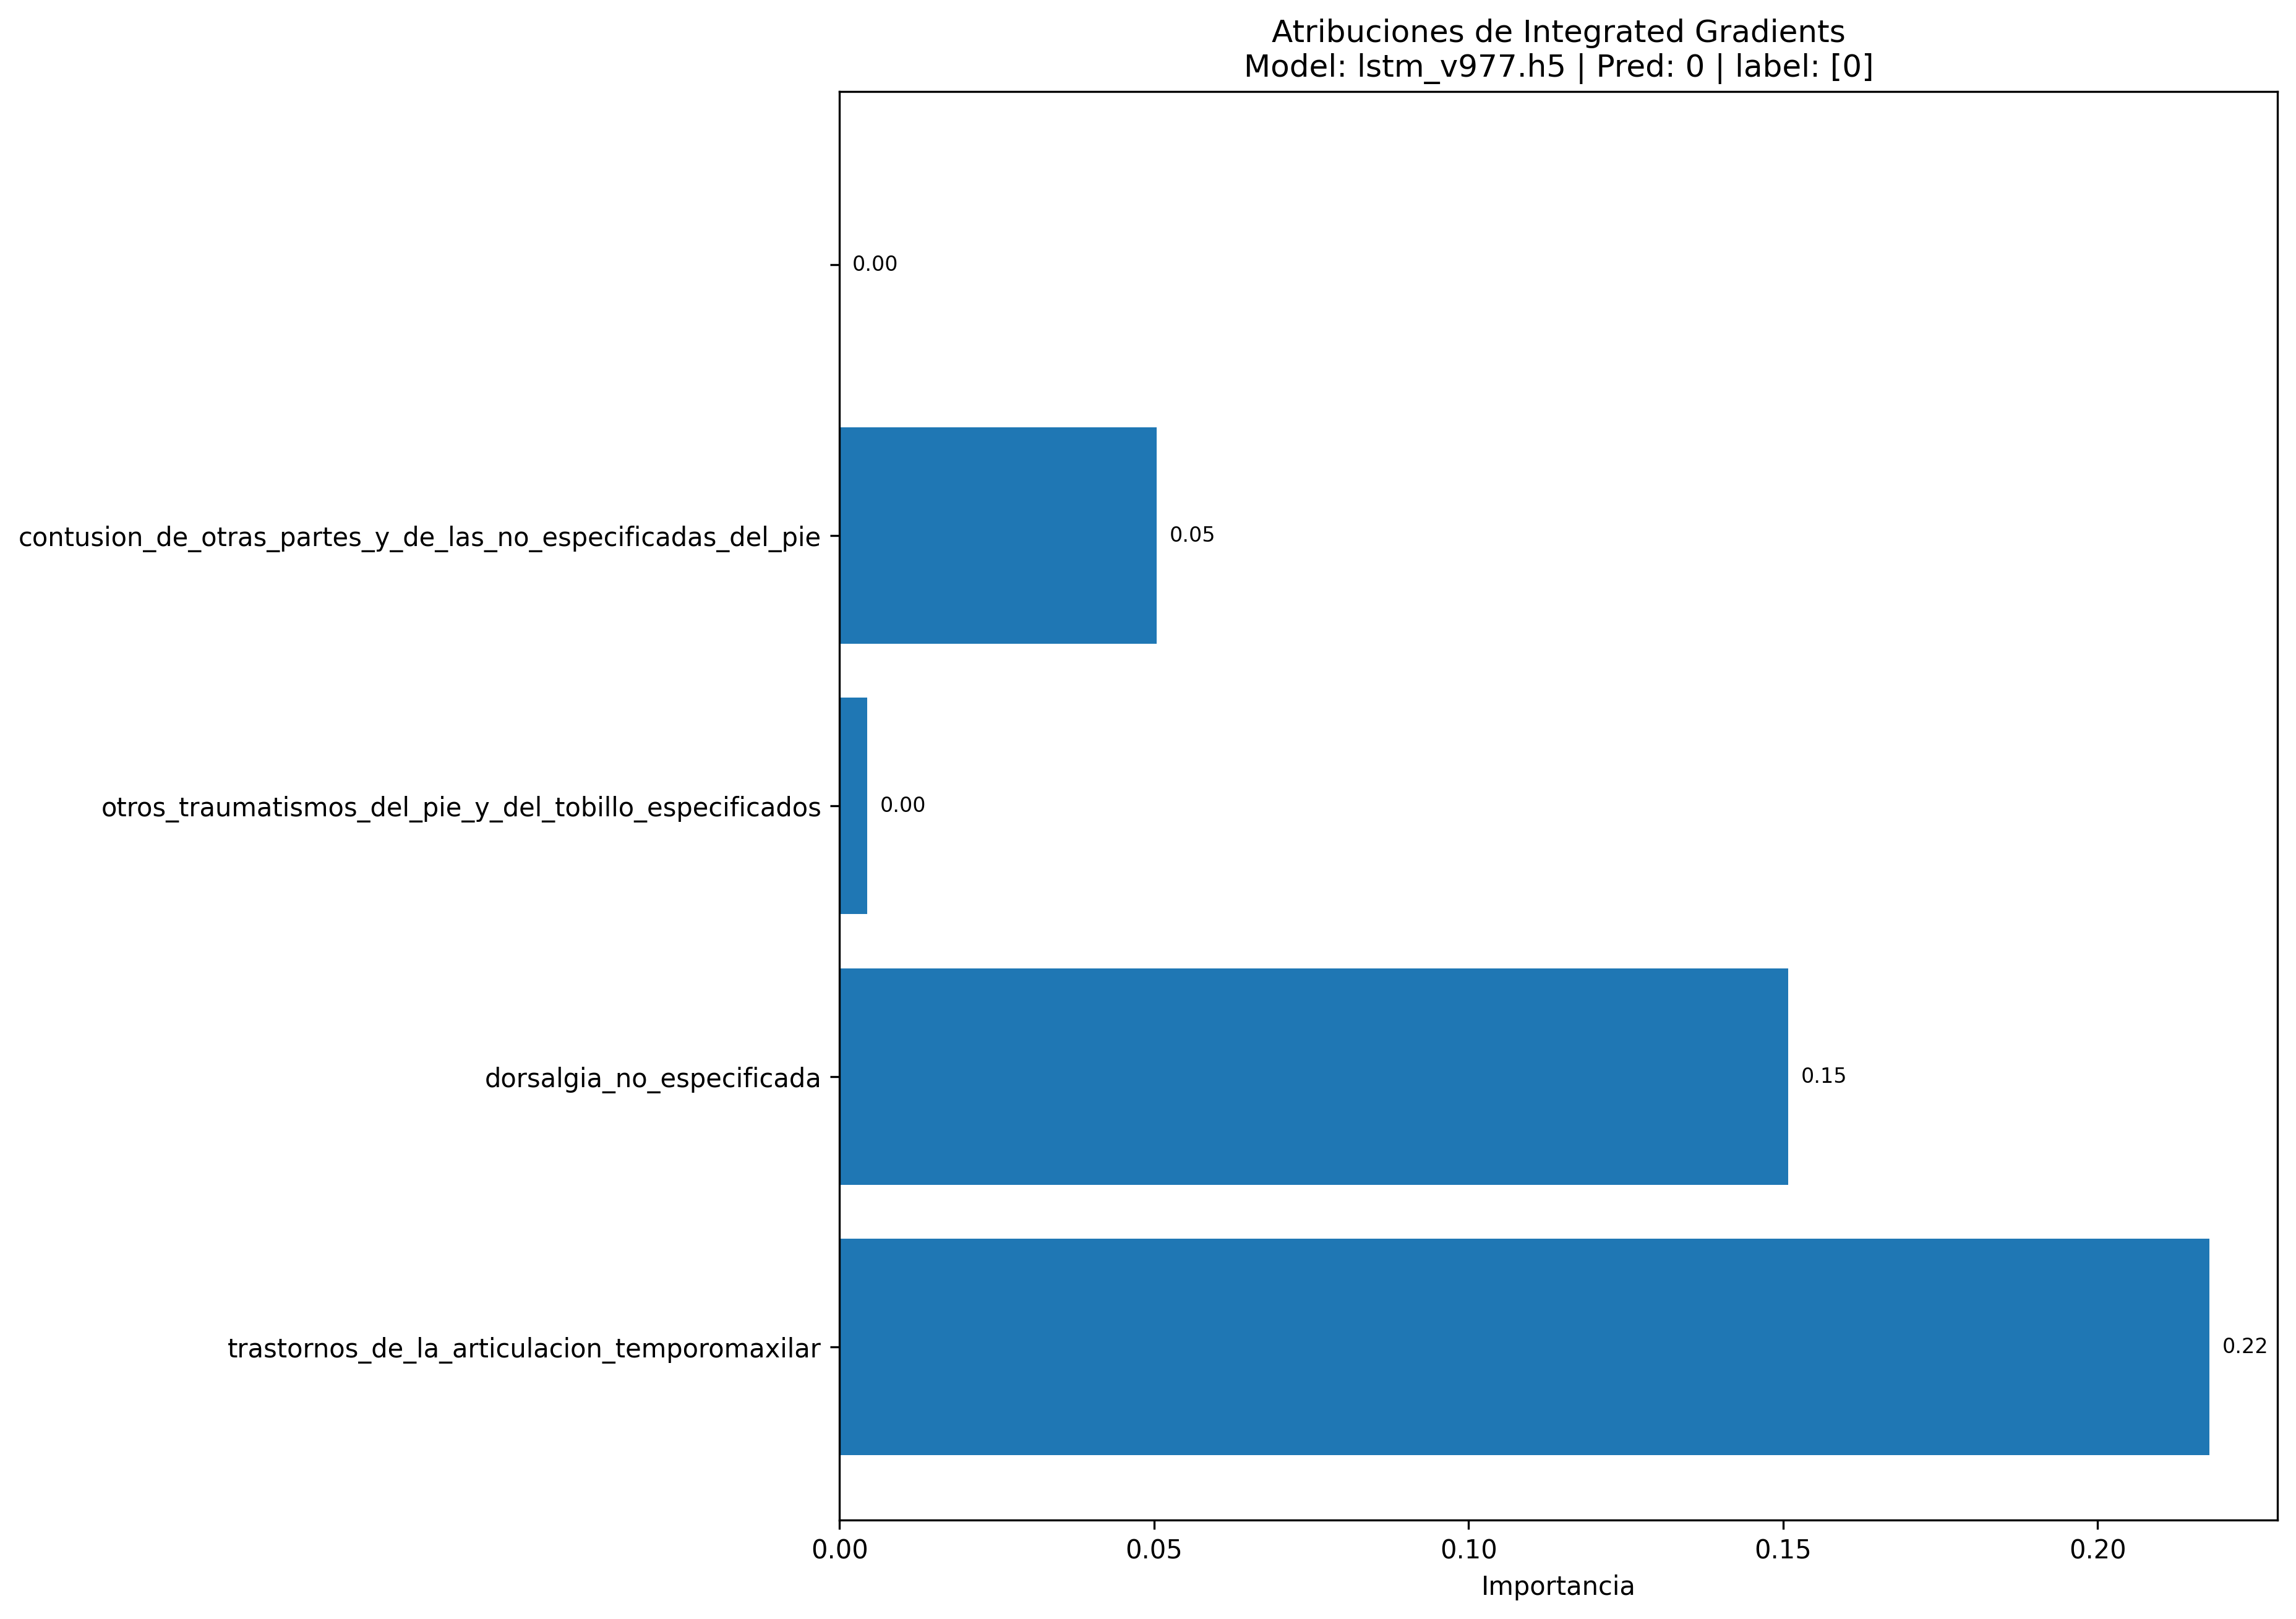 Atribuciones de Integrated Gradients
Model: lstm_v977.h5 | Pred: 0 | label: [0]
0.00
contusion_de_otras_partes_y_de_las_no_especificadas_del_pie
0.05
otros_traumatismos_del_pie_y_del_tobillo_especificados
0.00
dorsalgia_no_especificada
0.15
trastornos_de_la_articulacion_temporomaxilar
0.22
0.00 0.05 0.10 0.15 0.20
Importancia